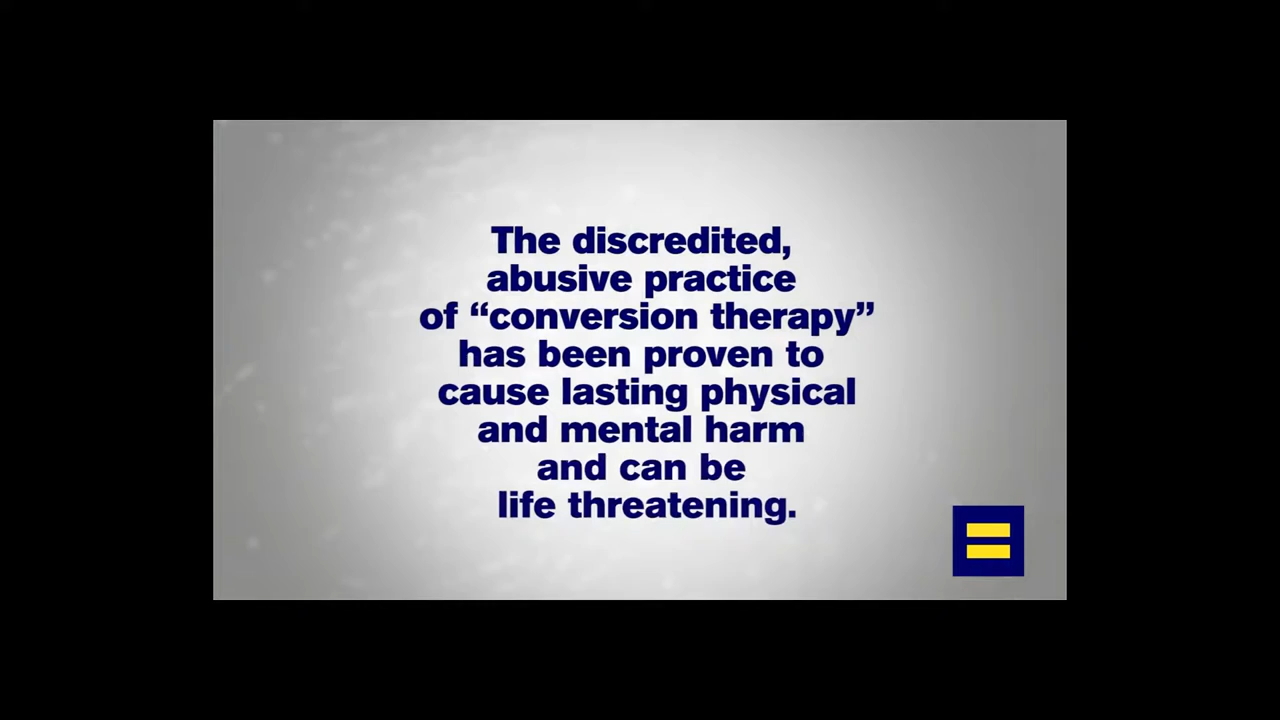 The discredited,
abusive practice
of “conversion therapy”
has been proven to
cause lasting physical
and mental harm
and can be
life threatening.